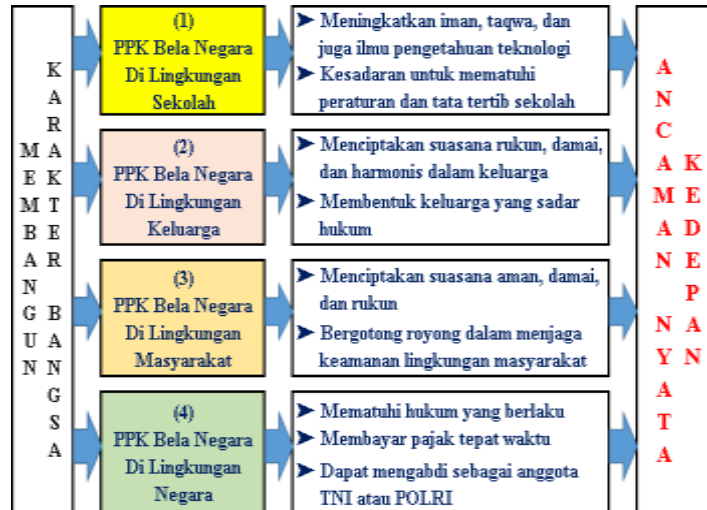 MEMBANGUN
KARAKTER BANGSA
(1)
PPK Bela Negara
Di Lingkungan
Sekolah
➤ Meningkatkan iman, taqwa, dan
juga ilmu pengetahuan teknologi
➤ Kesadaran untuk mematuhi
peraturan dan tata tertib sekolah
(2)
PPK Bela Negara
Di Lingkungan
Keluarga
➤ Menciptakan suasana rukun, damai,
dan harmonis dalam keluarga
➤ Membentuk keluarga yang sadar
hukum
(3)
PPK Bela Negara
Di Lingkungan
Masyarakat
➤ Menciptakan suasana aman, damai,
dan rukun
➤ Bergotong royong dalam menjaga
keamanan lingkungan masyarakat
(4)
PPK Bela Negara
Di Lingkungan
Negara
➤ Mematuhi hukum yang berlaku
➤ Membayar pajak tepat waktu
➤ Dapat mengabdi sebagai anggota
TNI atau POLRI
ANCAMAN NYATA
KEDEPAN